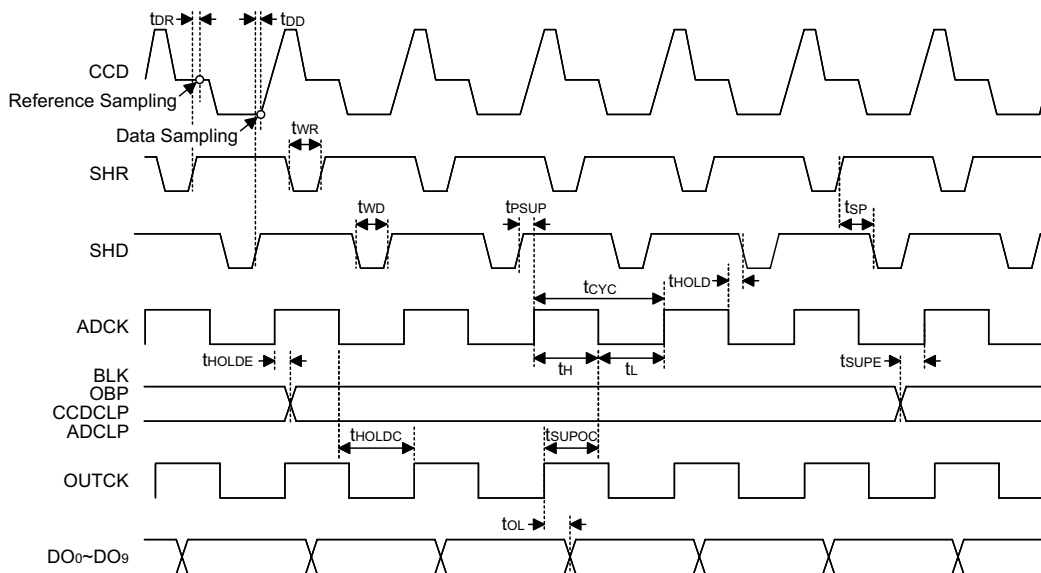 tDR
tDD
CCD
Reference Sampling
Data Sampling
tWR
SHR
tWD
tPSUP
tSP
SHD
tCYC
tHOLD
ADCK
tHOLDE
tH
tL
tSUPE
BLK
OBP
CCDCLP
ADCLP
tHOLDC
tSUPOC
OUTCK
tOL
DO0~DO9